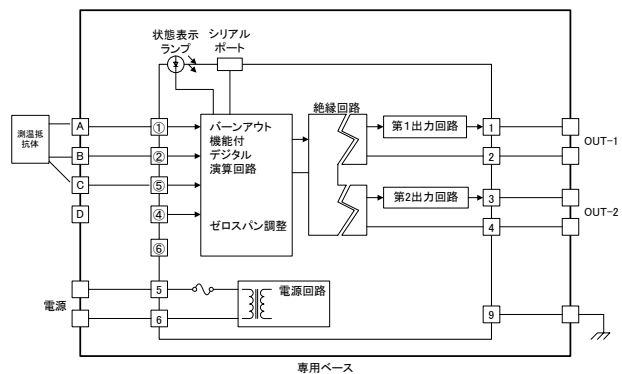 状態表示
ランプ
シリアル
ポート
測温抵
抗体
A
B
C
D
①
②
⑤
④
⑥
バーンアウト
機能付
デジタル
演算回路
ゼロスパン調整
絶縁回路
第1出力回路
第2出力回路
1
2
3
4
OUT-1
OUT-2
電源
5
6
電源回路
9
専用ベース